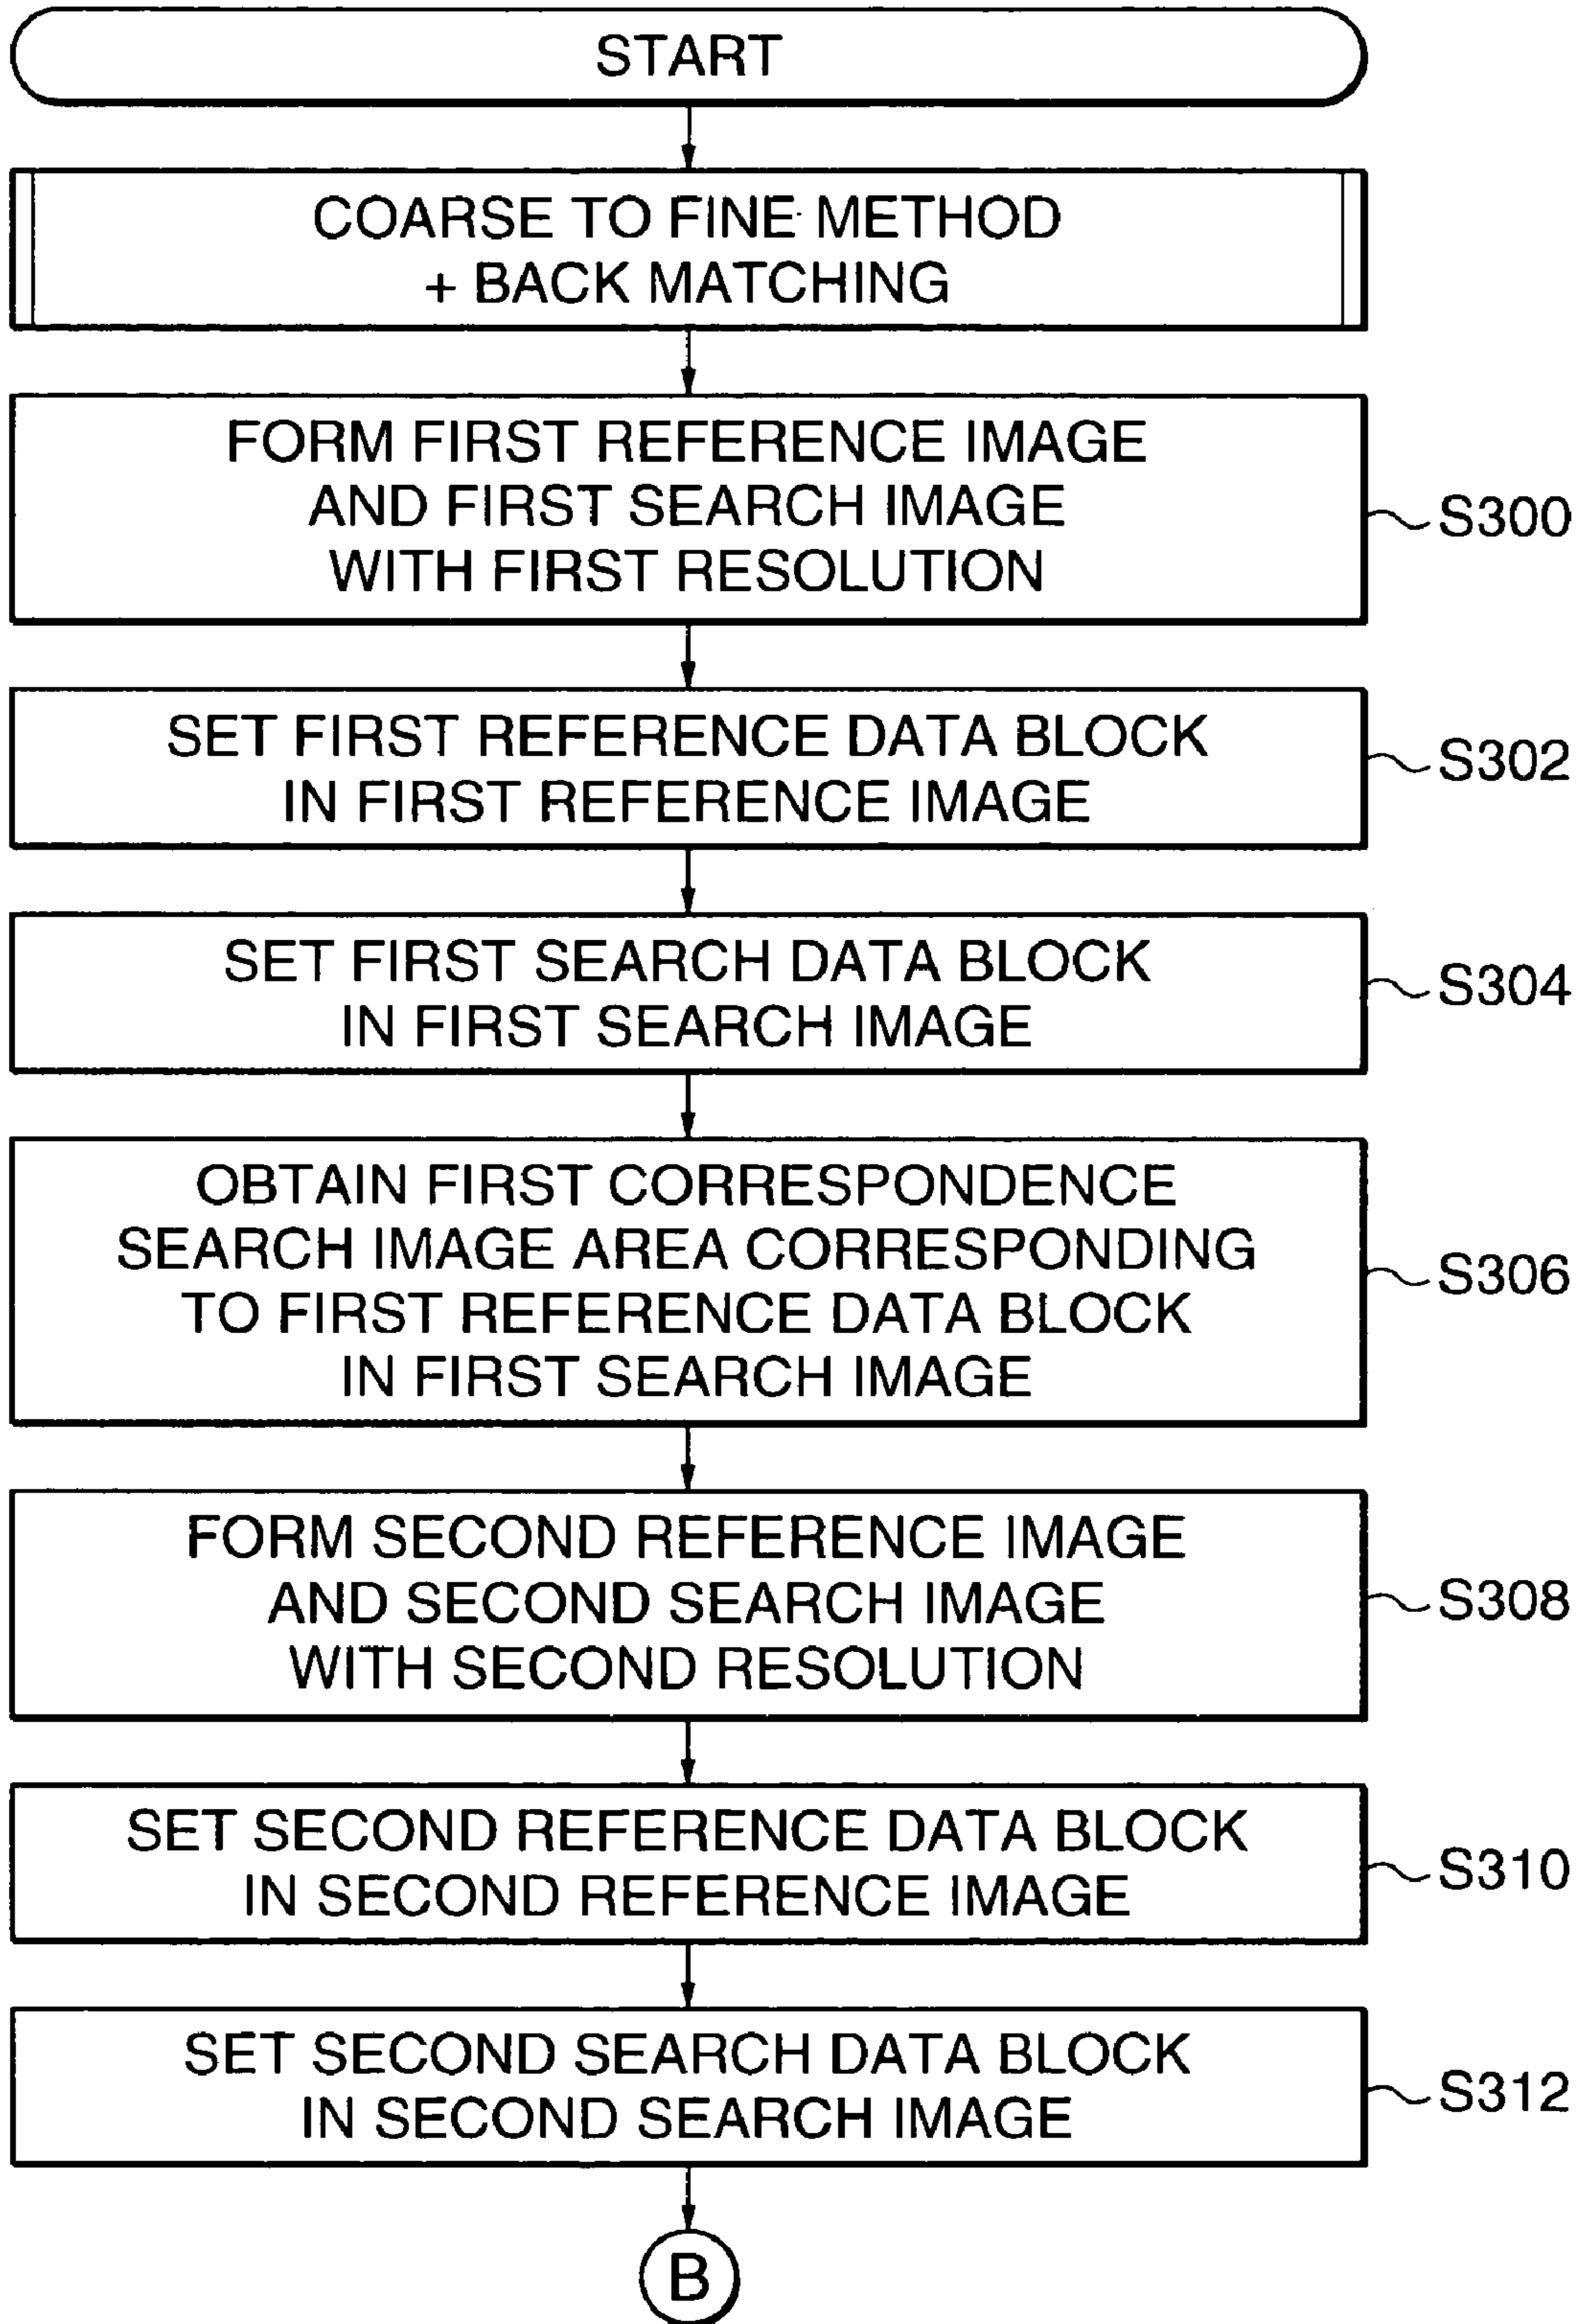 START
COARSE TO FINE METHOD
+ BACK MATCHING
FORM FIRST REFERENCE IMAGE
AND FIRST SEARCH IMAGE
WITH FIRST RESOLUTION
S300
SET FIRST REFERENCE DATA BLOCK
IN FIRST REFERENCE IMAGE
S302
SET FIRST SEARCH DATA BLOCK
IN FIRST SEARCH IMAGE
S304
OBTAIN FIRST CORRESPONDENCE
SEARCH IMAGE AREA CORRESPONDING
TO FIRST REFERENCE DATA BLOCK
IN FIRST SEARCH IMAGE
S306
FORM SECOND REFERENCE IMAGE
AND SECOND SEARCH IMAGE
WITH SECOND RESOLUTION
S308
SET SECOND REFERENCE DATA BLOCK
IN SECOND REFERENCE IMAGE
S310
SET SECOND SEARCH DATA BLOCK
IN SECOND SEARCH IMAGE
S312
B